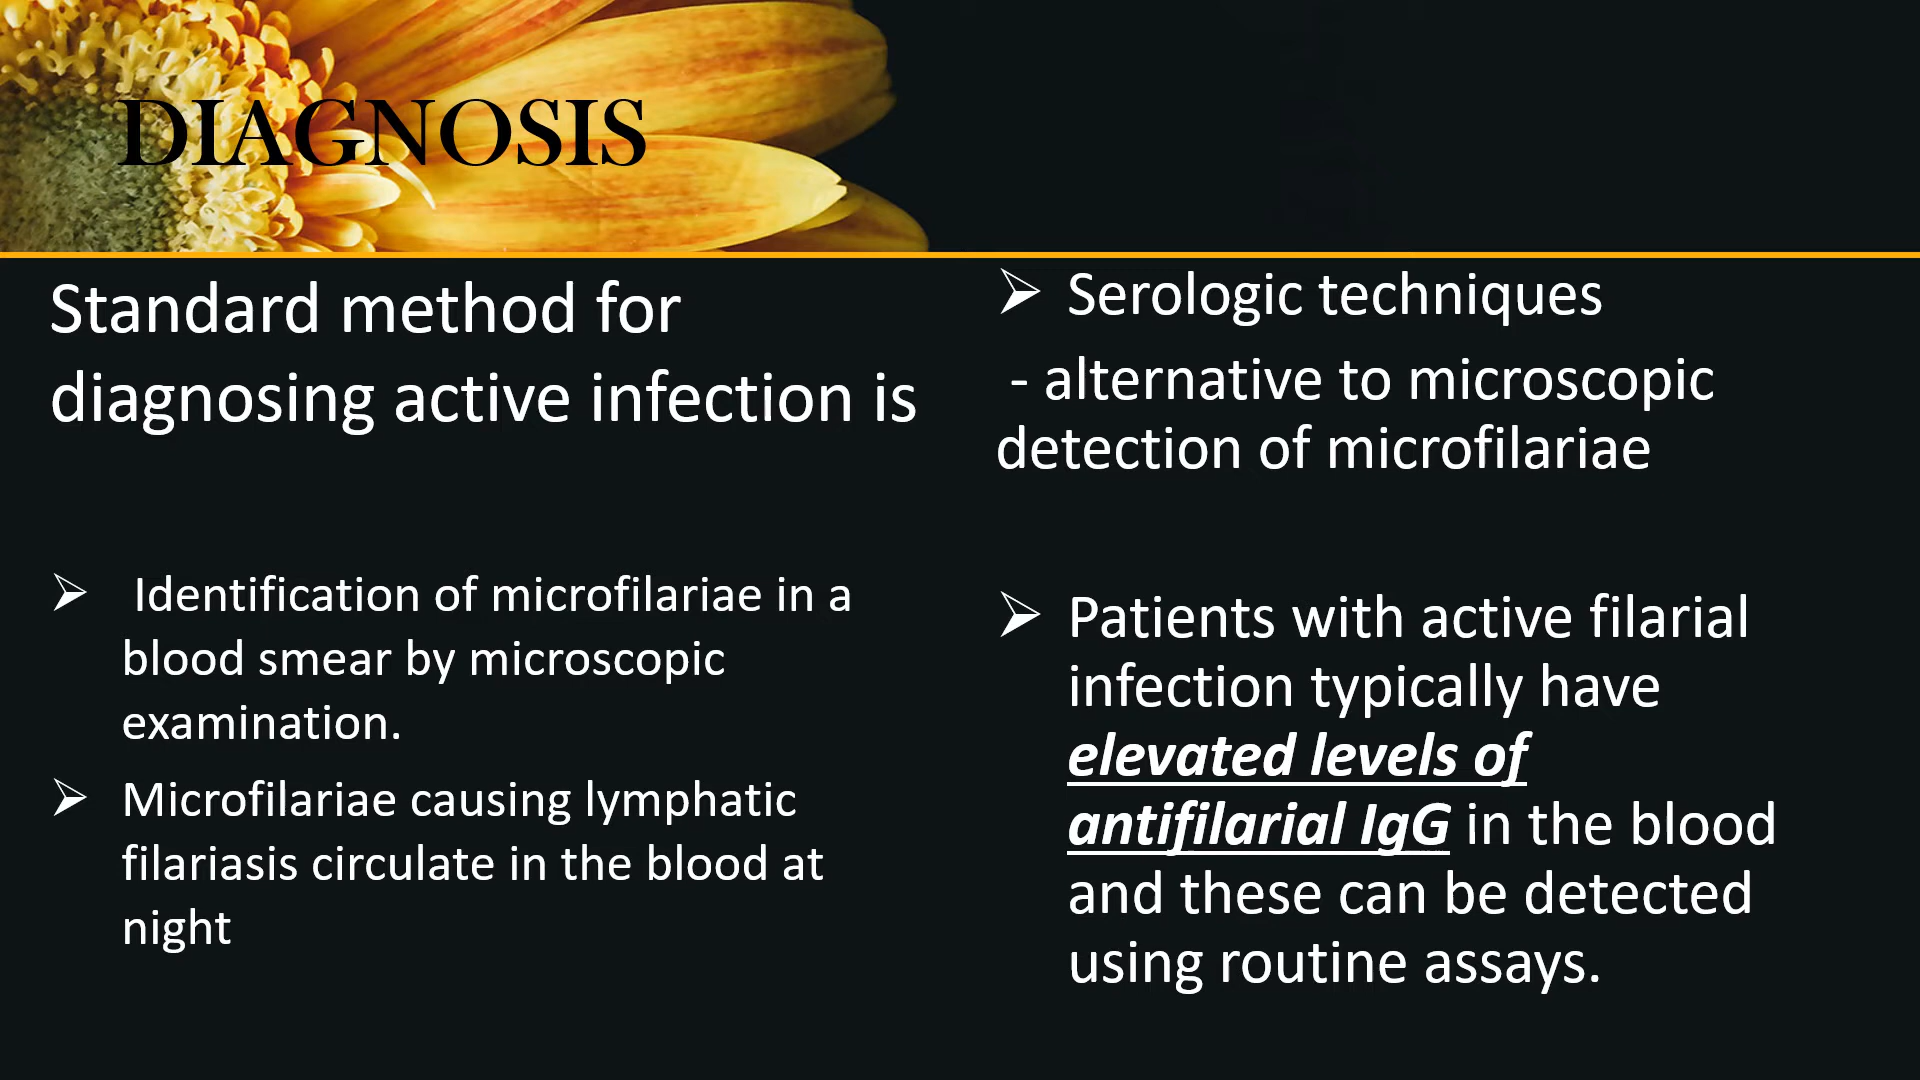 DIAGNOSIS
Standard method for
diagnosing active infection is
➢ Identification of microfilariae in a
blood smear by microscopic
examination.
➢ Microfilariae causing lymphatic
filariasis circulate in the blood at
night
➢ Serologic techniques
- alternative to microscopic
detection of microfilariae
➢ Patients with active filarial
infection typically have
elevated levels of
antifilarial IgG in the blood
and these can be detected
using routine assays.